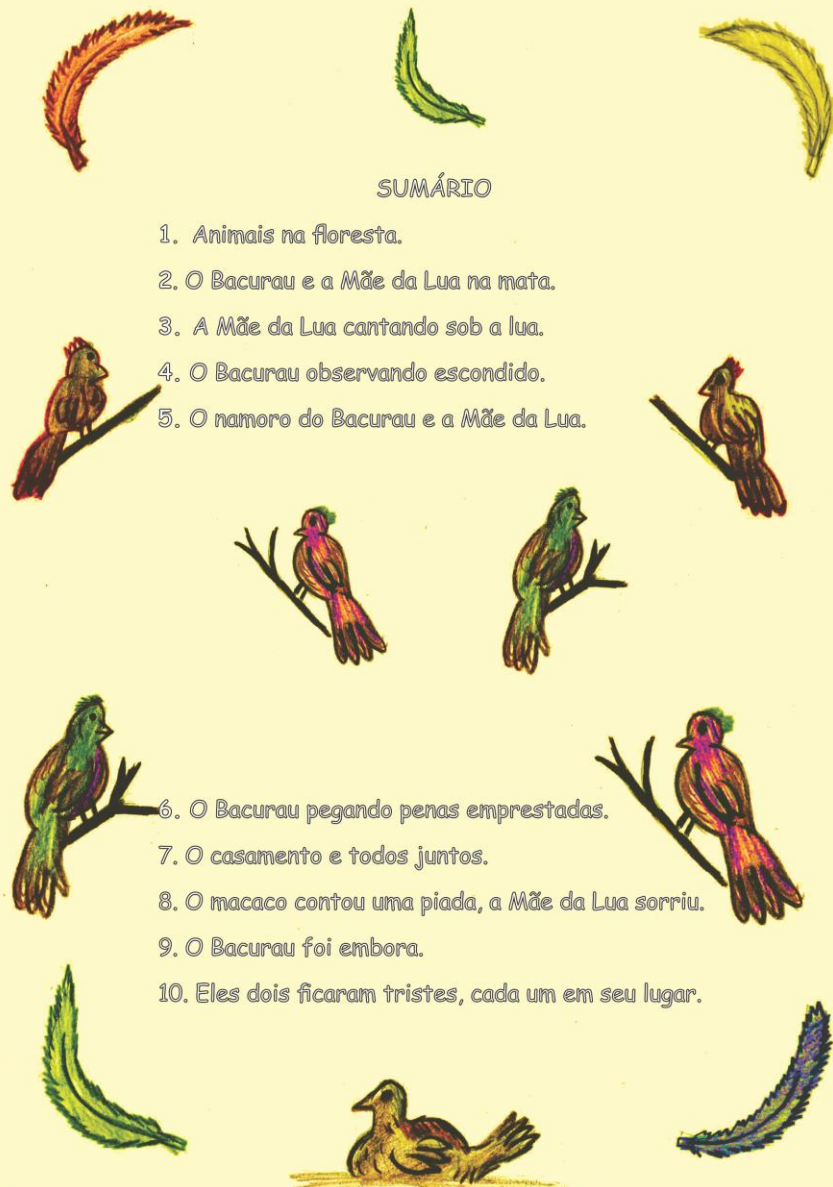 SUMÁRIO
1. Animais na floresta.
2. O Bacurau e a Mãe da Lua na mata.
3. A Mãe da Lua cantando sob a lua.
4. O Bacurau observando escondido.
5. O namoro do Bacurau e a Mãe da Lua.
6. O Bacurau pegando penas emprestadas.
7. O casamento e todos juntos.
8. O macaco contou uma piada, a Mãe da Lua sorriu.
9. O Bacurau foi embora.
10. Eles dois ficaram tristes, cada um em seu lugar.